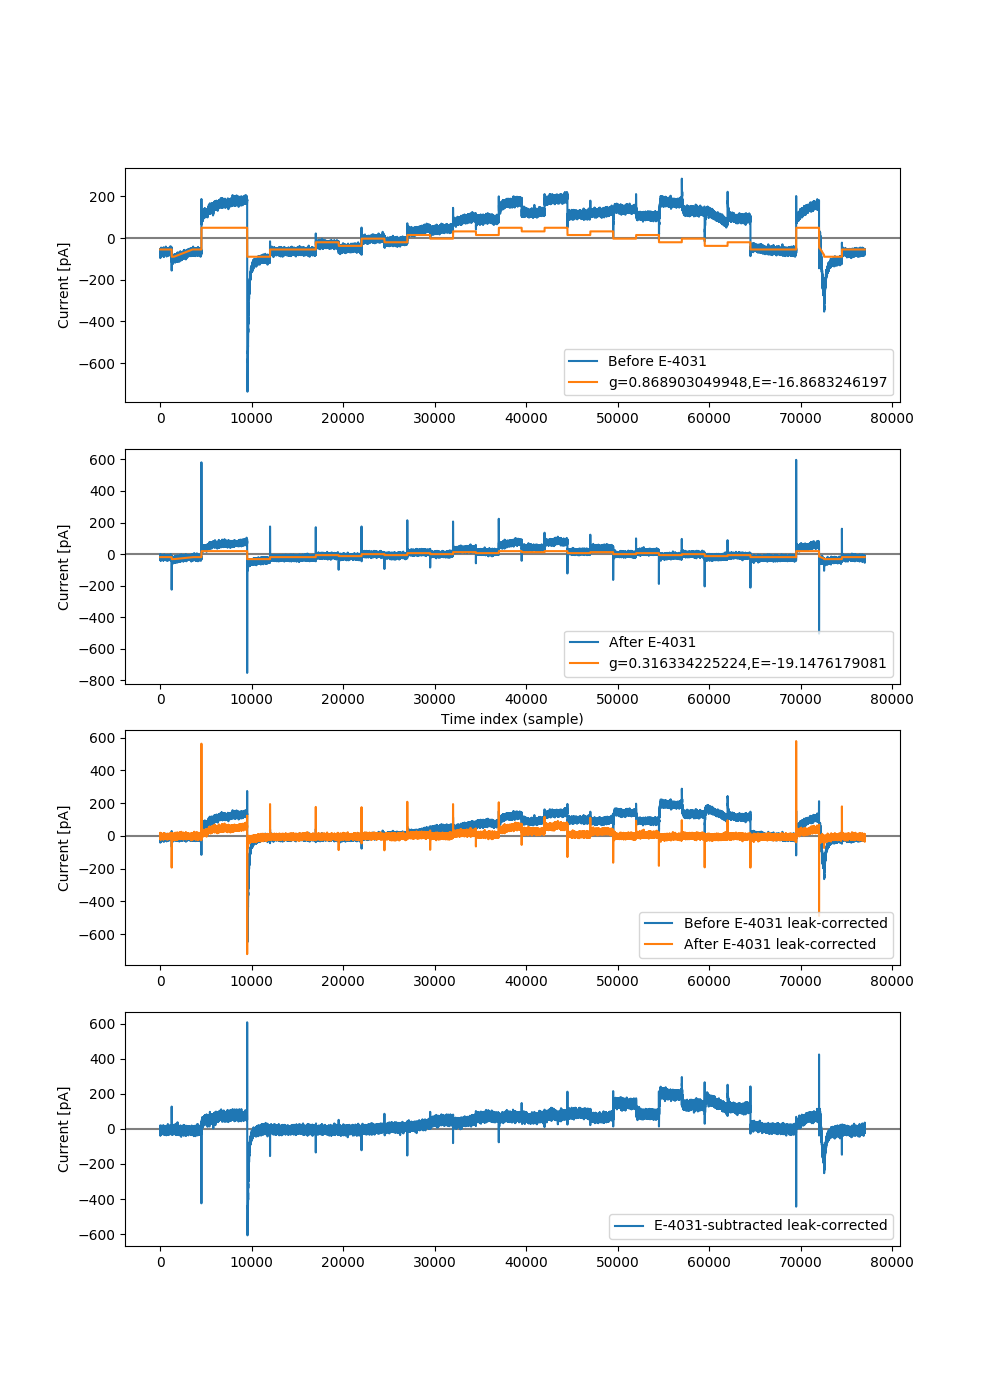 200
0
−200
−400
−600
Current [pA]
Before E-4031
g=0.868903049948,E=-16.8683246197
0 10000 20000 30000 40000 50000 60000 70000 80000
600
400
200
0
−200
−400
−600
−800
Current [pA]
After E-4031
g=0.316334225224,E=-19.1476179081
0 10000 20000 30000 40000 50000 60000 70000 80000
Time index (sample)
600
400
200
0
−200
−400
−600
Current [pA]
Before E-4031 leak-corrected
After E-4031 leak-corrected
0 10000 20000 30000 40000 50000 60000 70000 80000
600
400
200
0
−200
−400
−600
Current [pA]
E-4031-subtracted leak-corrected
0 10000 20000 30000 40000 50000 60000 70000 80000